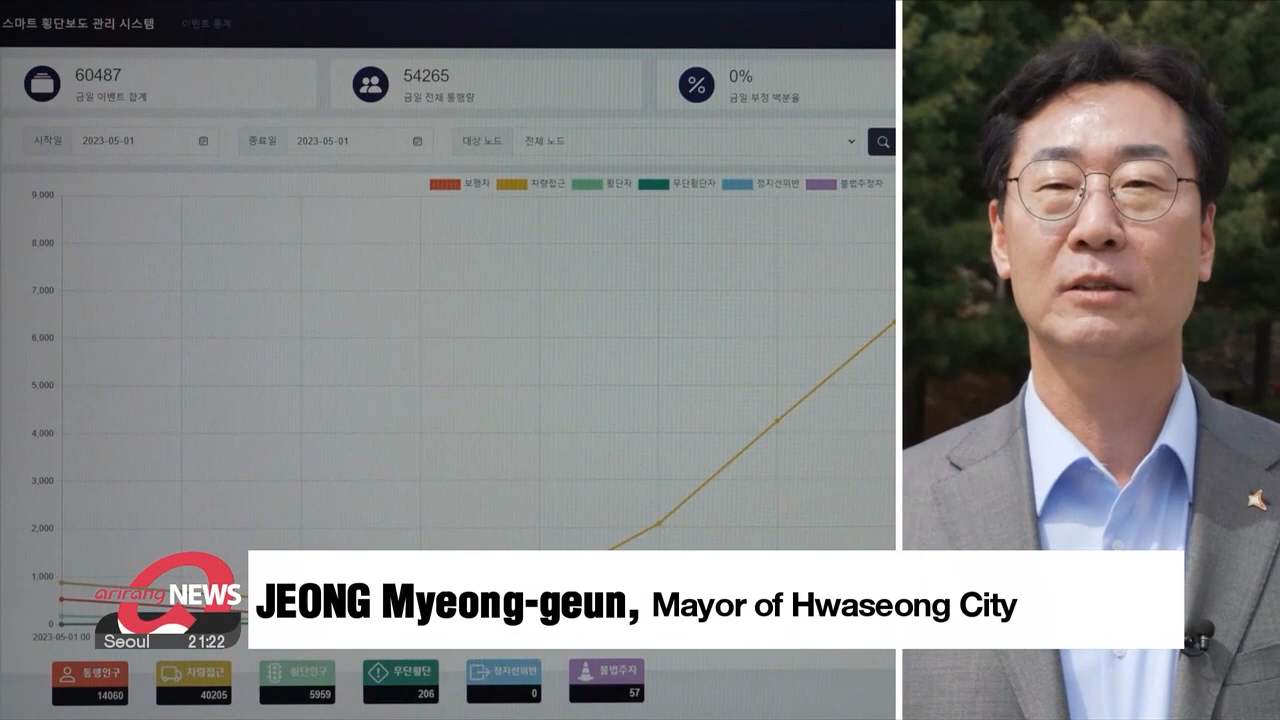 스마트 횡단보도 관리 시스템
이벤트 통계
60487
금일 이벤트 합계
54265
금일 전체 통행량
0%
금일 부정 백분율
시작일 2023-05-01
종료일 2023-05-01
대상 노드 전체 노드
보행자 차량접근 횡단자 무단횡단자 정지선위반 불법주정차
9,000
8,000
7,000
6,000
5,000
4,000
3,000
2,000
1,000
0
2023-05-01 00
arirang NEWS
Seoul 21:22
JEONG Myeong-geun, Mayor of Hwaseong City
통행인구 14060
차량접근 40205
횡단인구 5959
무단횡단 206
정지선위반 0
불법주차 57